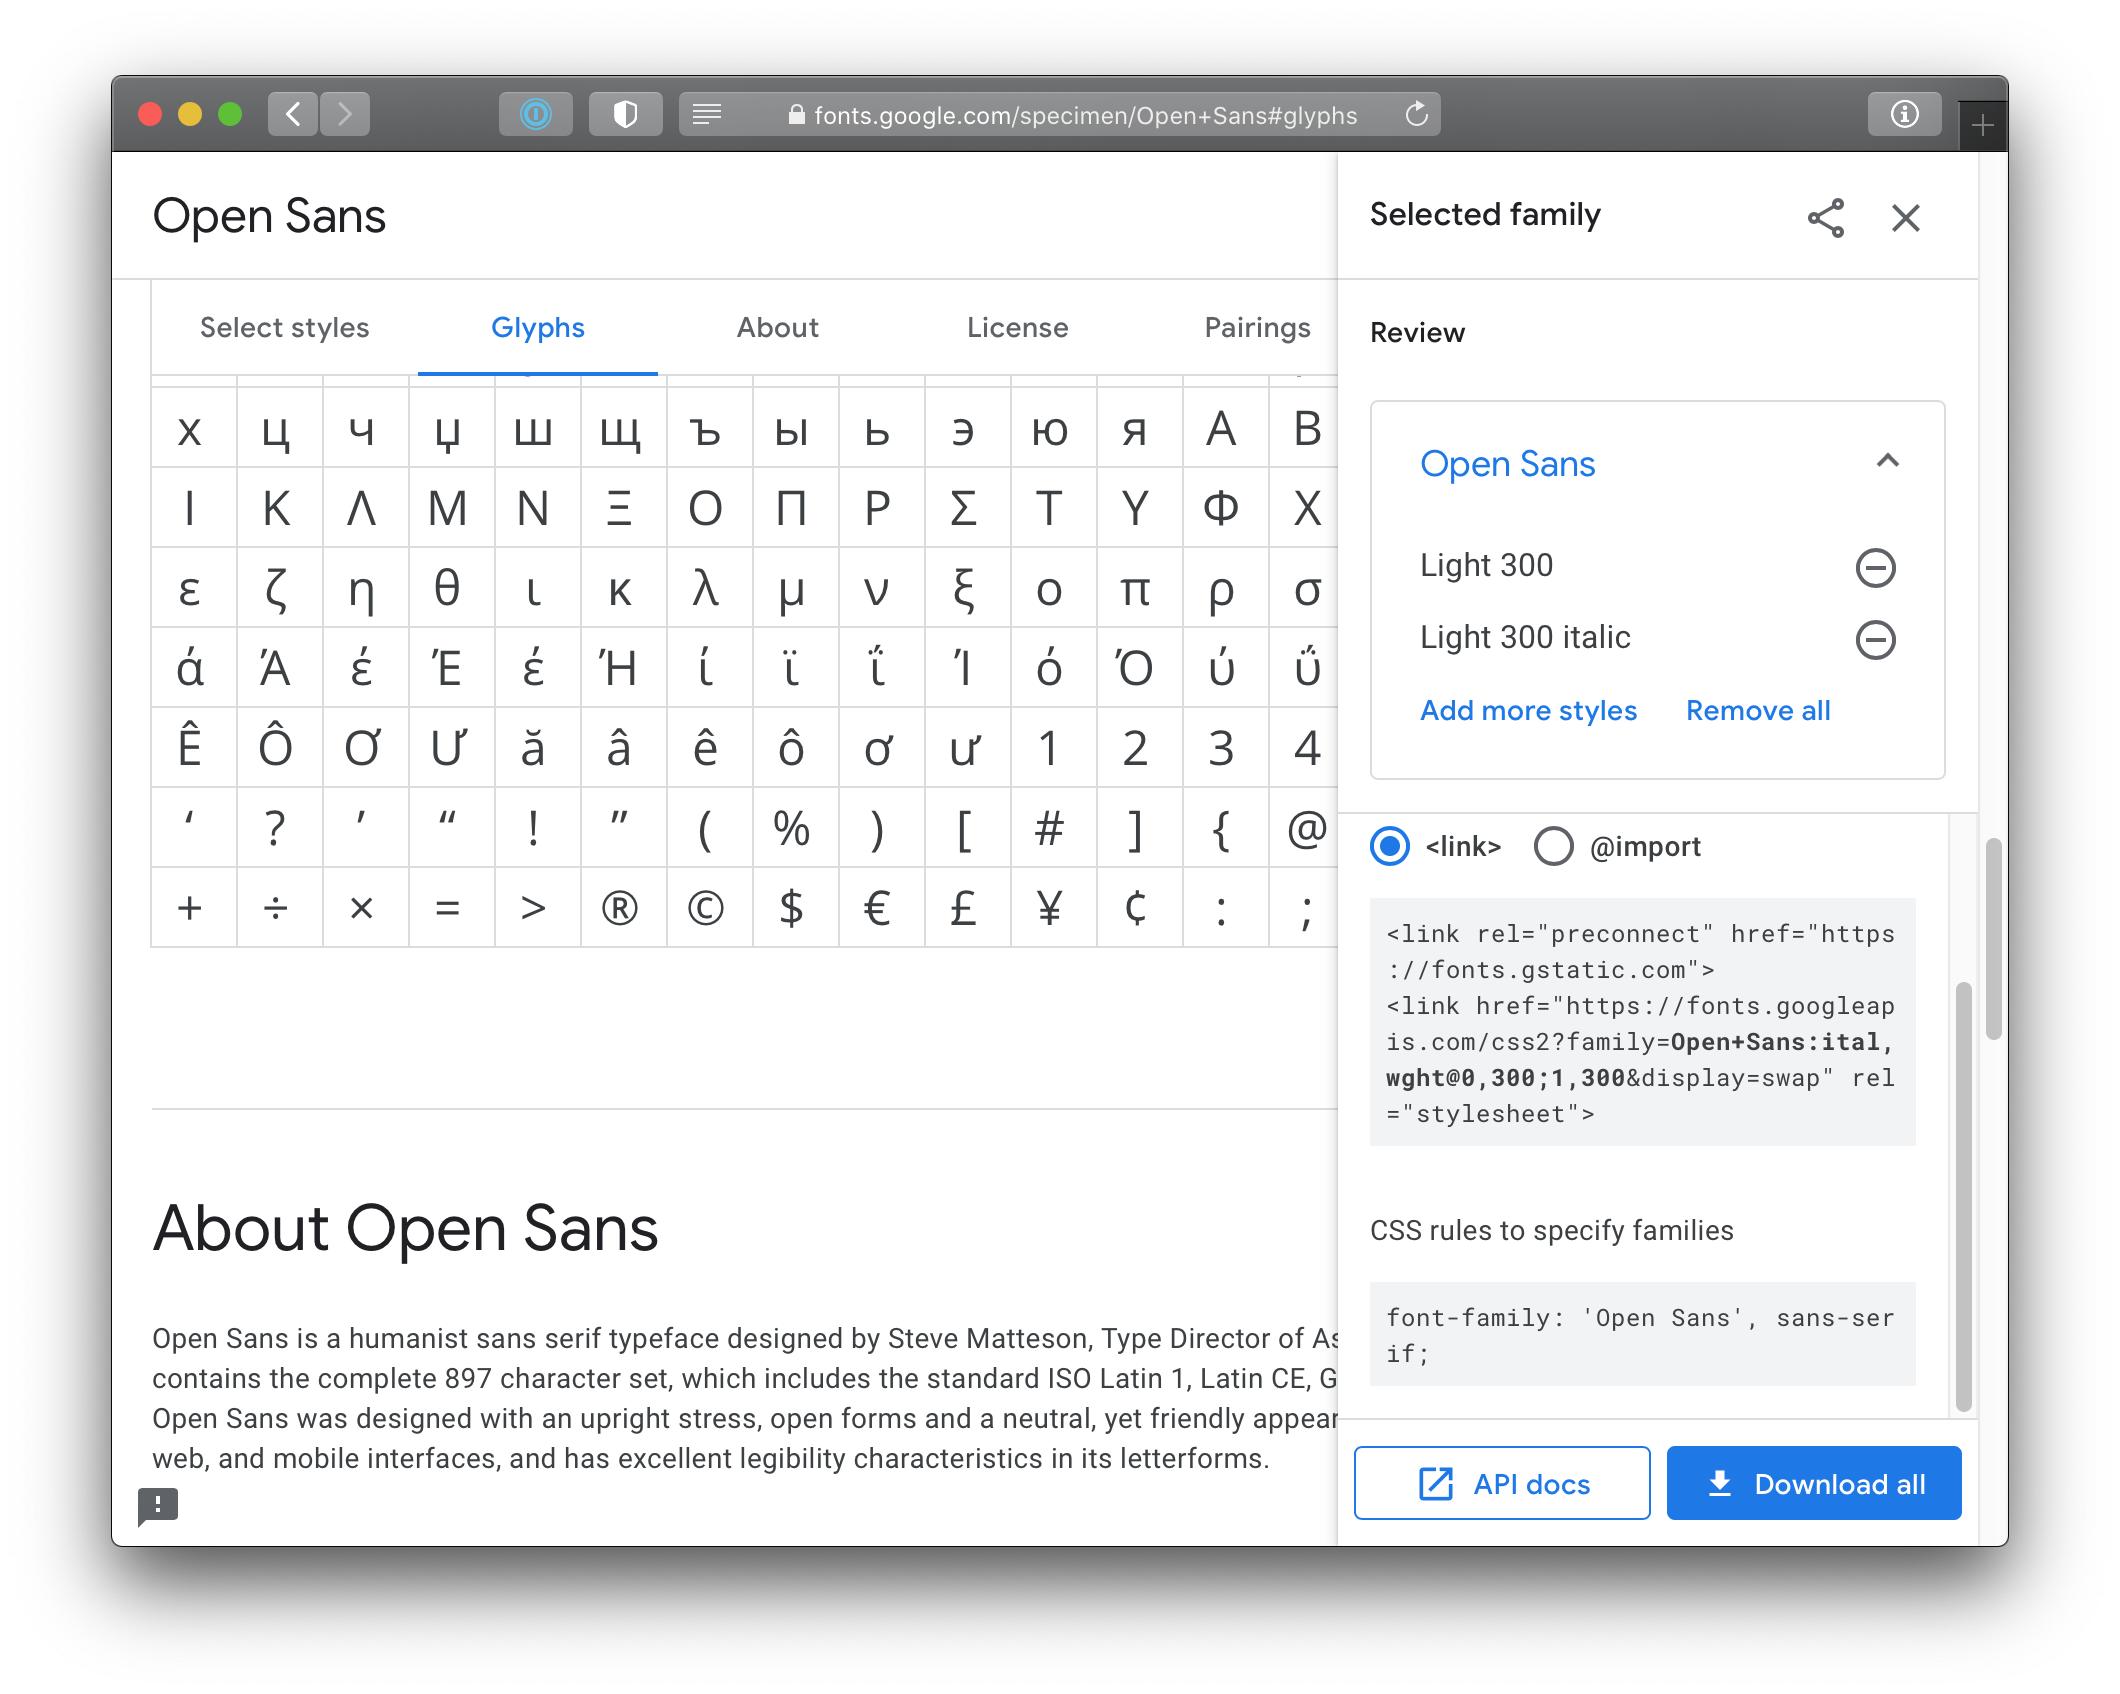 fonts.google.com/specimen/Open+Sans#glyphs
Open Sans
Select styles Glyphs About License Pairings
х ц ч џ ш щ ъ ы ь э ю я Α Β
Ι Κ Λ Μ Ν Ξ Ο Π Ρ Σ Τ Υ Φ Χ
ε ζ η θ ι κ λ μ ν ξ ο π ρ σ
ά Ά έ Έ έ Ή ί ϊ ΐ Ί ό Ό ύ ΰ
Ê Ô Ơ Ư ă â ê ô ơ ư 1 2 3 4
‘ ? ’ “ ! ” ( % ) [ # ] { @
+ ÷ × = > ® © $ € £ ¥ ¢ : ;
About Open Sans
Open Sans is a humanist sans serif typeface designed by Steve Matteson, Type Director of As
contains the complete 897 character set, which includes the standard ISO Latin 1, Latin CE, G
Open Sans was designed with an upright stress, open forms and a neutral, yet friendly appear
web, and mobile interfaces, and has excellent legibility characteristics in its letterforms.
Selected family
Review
Open Sans
Light 300
Light 300 italic
Add more styles Remove all
<link> @import
<link rel="preconnect" href="https
://fonts.gstatic.com">
<link href="https://fonts.googleap
is.com/css2?family=Open+Sans:ital,
wght@0,300;1,300&display=swap" rel
="stylesheet">
CSS rules to specify families
font-family: 'Open Sans', sans-ser
if;
API docs Download all